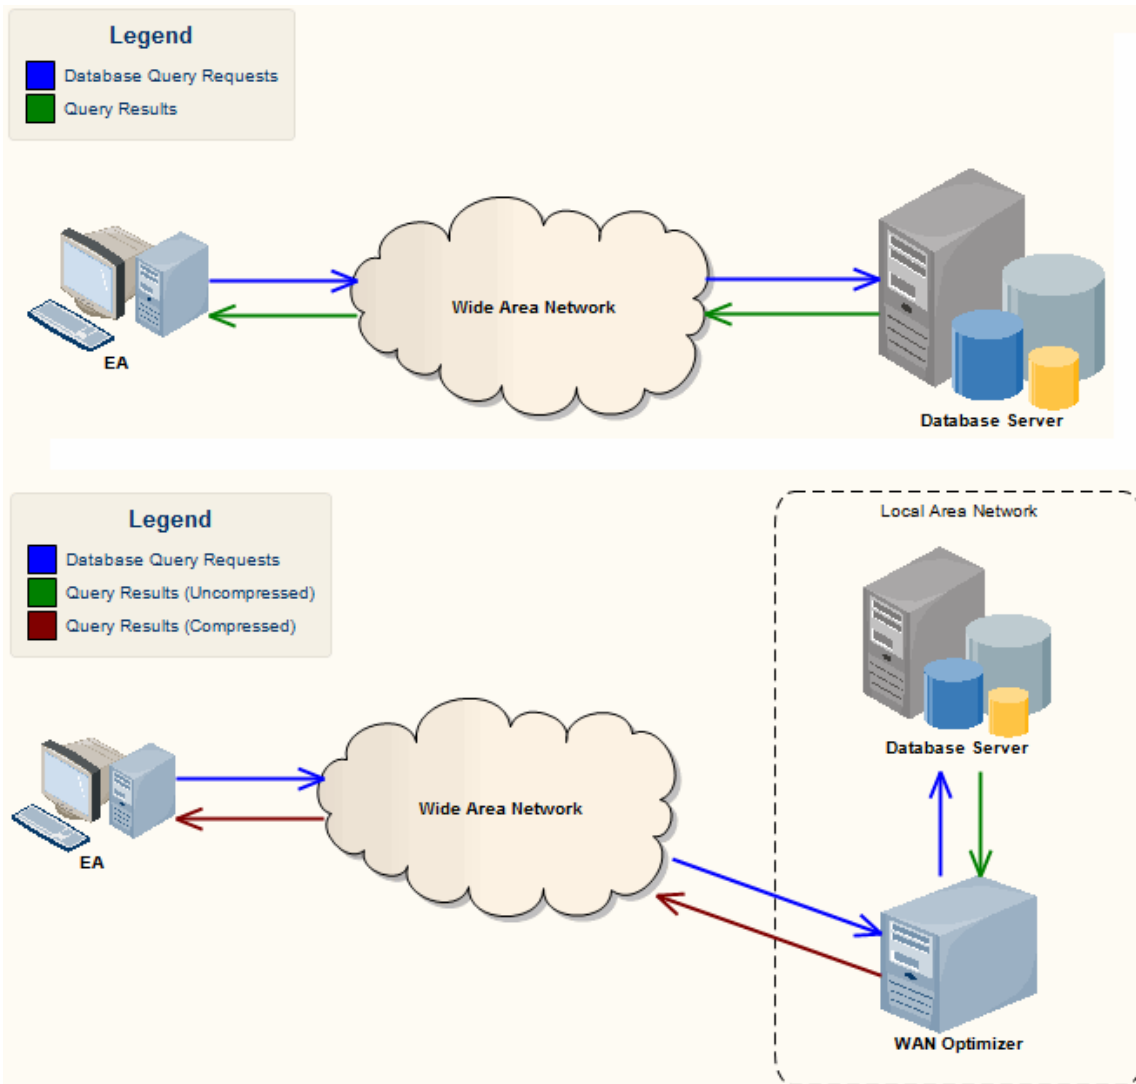 Legend
Database Query Requests
Query Results
Wide Area Network
EA
Database Server
Legend
Database Query Requests
Query Results (Uncompressed)
Query Results (Compressed)
Local Area Network
Database Server
Wide Area Network
EA
WAN Optimizer